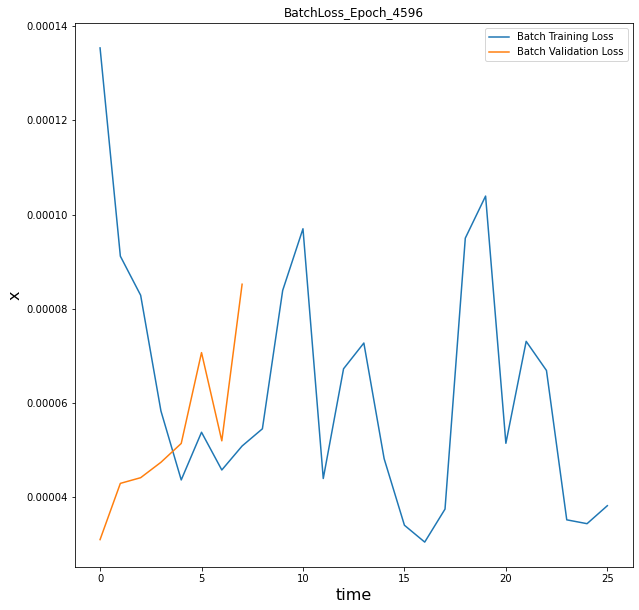 BatchLoss_Epoch_4596
Batch Training Loss
Batch Validation Loss
0.00014
0.00012
0.00010
0.00008
0.00006
0.00004
x
0 5 10 15 20 25
time